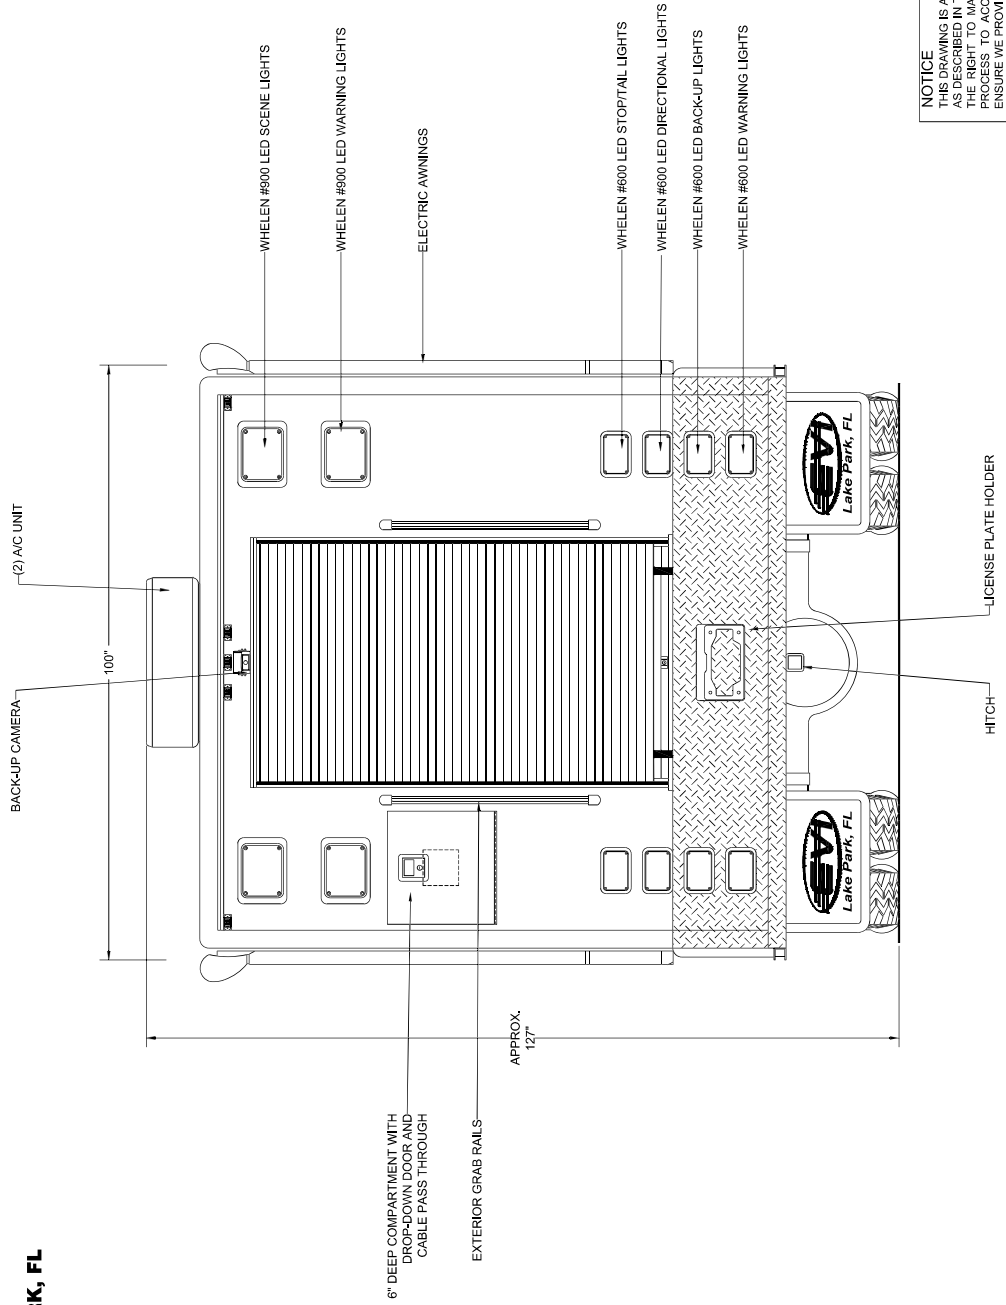 RK, FL
BACK-UP CAMERA
(2) A/C UNIT
100"
WHELEN #900 LED SCENE LIGHTS
WHELEN #900 LED WARNING LIGHTS
ELECTRIC AWNINGS
WHELEN #600 LED STOP/TAIL LIGHTS
WHELEN #600 LED DIRECTIONAL LIGHTS
WHELEN #600 LED BACK-UP LIGHTS
WHELEN #600 LED WARNING LIGHTS
6" DEEP COMPARTMENT WITH
DROP-DOWN DOOR AND
CABLE PASS THROUGH
EXTERIOR GRAB RAILS
APPROX.
127"
Lake Park, FL
Lake Park, FL
HITCH
LICENSE PLATE HOLDER
NOTICE
THIS DRAWING IS A
AS DESCRIBED IN T
THE RIGHT TO MA
PROCESS TO ACC
ENSURE WE PROVI